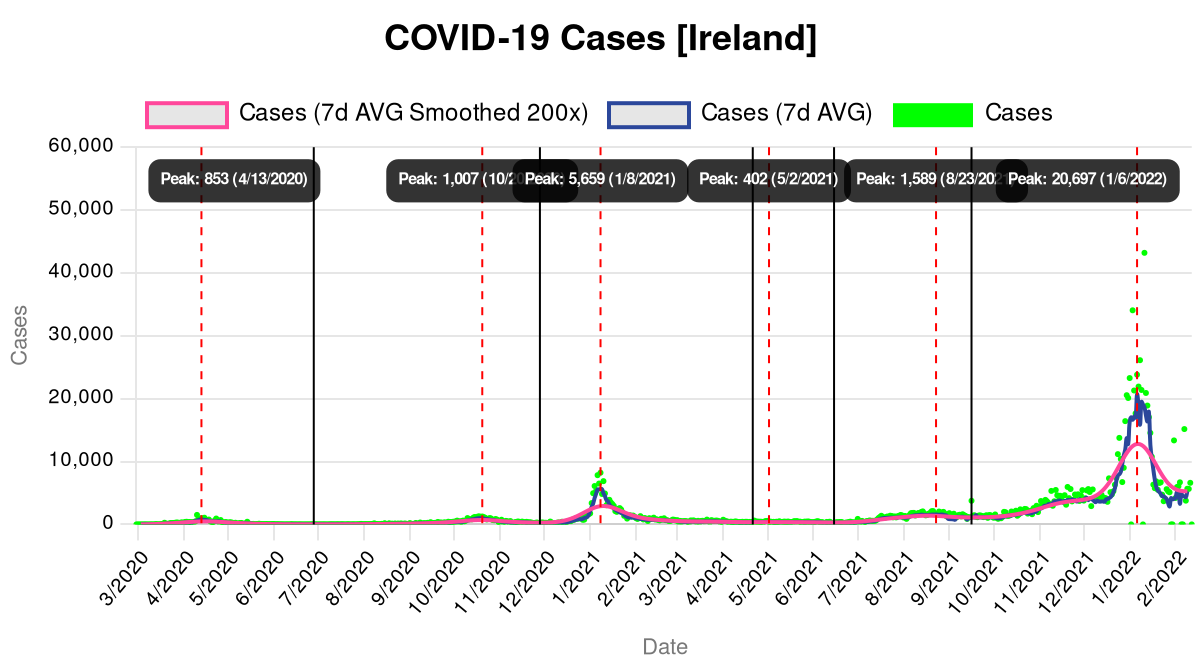 COVID-19 Cases [Ireland]
Cases (7d AVG Smoothed 200x)
Cases (7d AVG)
Cases
60,000
50,000
40,000
30,000
20,000
10,000
0
Cases
Peak: 853 (4/13/2020)
Peak: 1,007
Peak: 5,659 (1/8/2021)
Peak: 402 (5/2/2021)
Peak: 1,589
Peak: 20,697 (1/6/2022)
3/2020
4/2020
5/2020
6/2020
7/2020
8/2020
9/2020
10/2020
11/2020
12/2020
1/2021
2/2021
3/2021
4/2021
5/2021
6/2021
7/2021
8/2021
9/2021
10/2021
11/2021
12/2021
1/2022
2/2022
Date